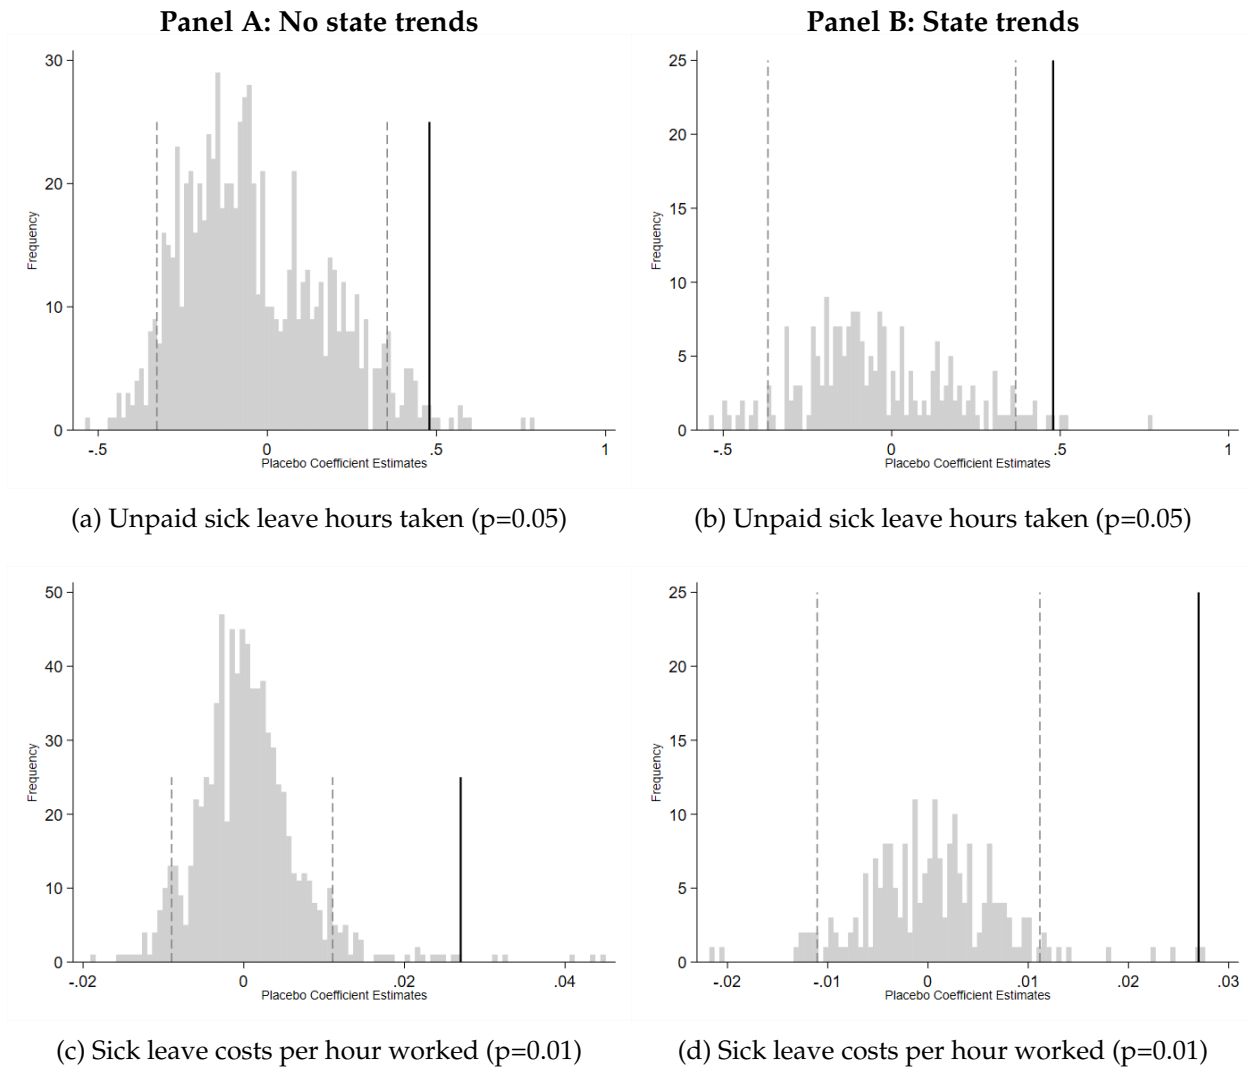 Panel A: No state trends
Panel B: State trends
30
20
10
0
Frequency
-.5
0
.5
1
Placebo Coefficient Estimates
25
20
15
10
5
0
Frequency
-.5
0
.5
1
Placebo Coefficient Estimates
(a) Unpaid sick leave hours taken (p=0.05)
(b) Unpaid sick leave hours taken (p=0.05)
50
40
30
20
10
0
Frequency
-.02
0
.02
.04
Placebo Coefficient Estimates
25
20
15
10
5
0
Frequency
-.02
-.01
0
.01
.02
.03
Placebo Coefficient Estimates
(c) Sick leave costs per hour worked (p=0.01)
(d) Sick leave costs per hour worked (p=0.01)